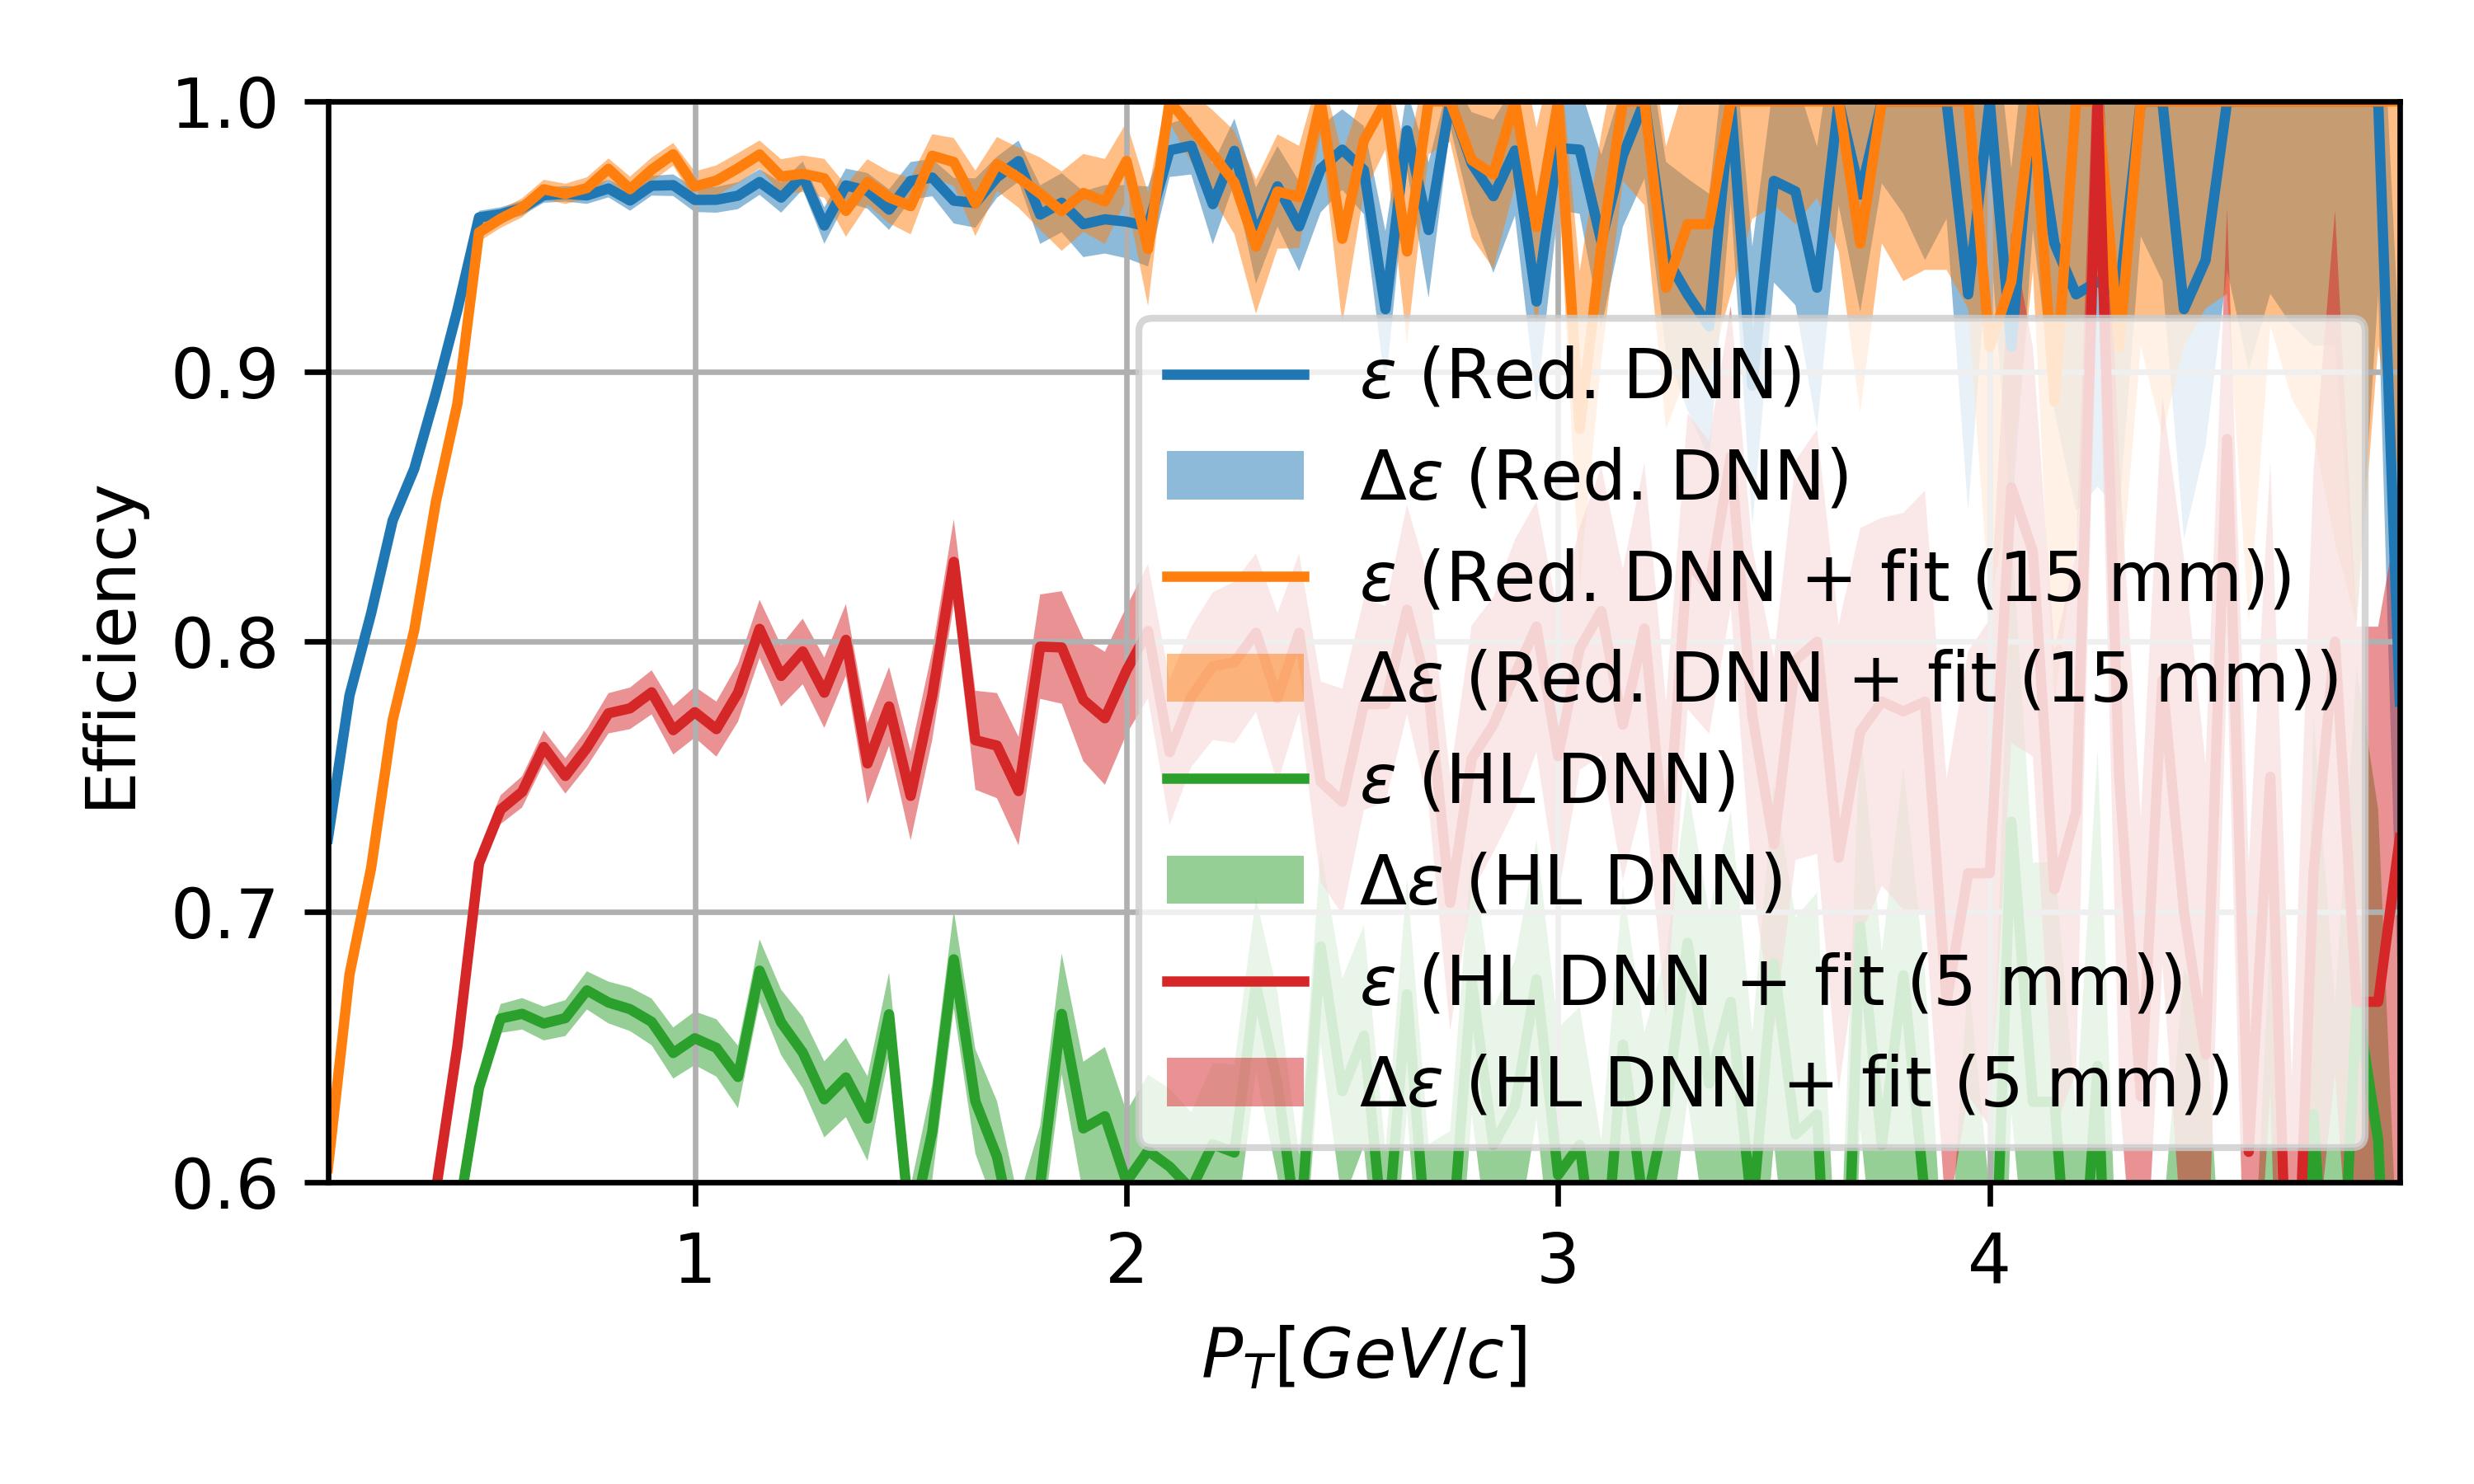 1.0
0.9
0.8
0.7
0.6
Efficiency
ε (Red. DNN)
Δε (Red. DNN)
ε (Red. DNN + fit (15 mm))
Δε (Red. DNN + fit (15 mm))
ε (HL DNN)
Δε (HL DNN)
ε (HL DNN + fit (5 mm))
Δε (HL DNN + fit (5 mm))
1 2 3 4
P_T[GeV/c]